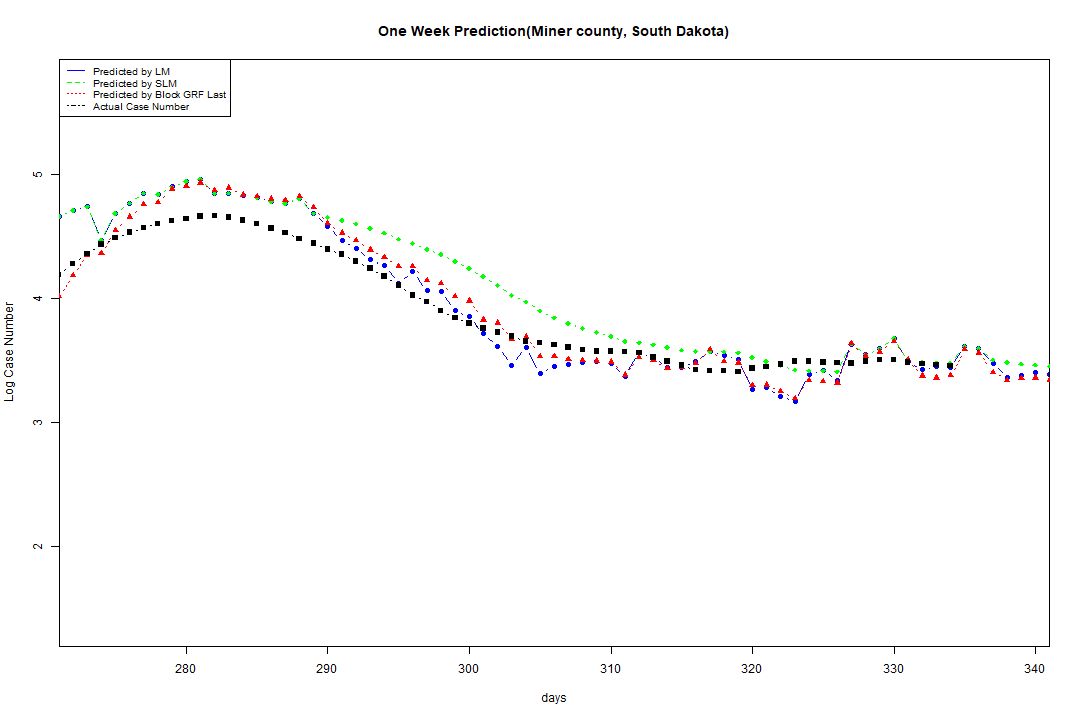 One Week Prediction(Miner county, South Dakota)
Predicted by LM
Predicted by SLM
Predicted by Block GRF Last
Actual Case Number
5
4
3
2
Log Case Number
280 290 300 310 320 330 340
days